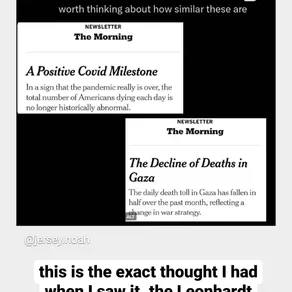 worth thinking about how similar these are
NEWSLETTER
The Morning
A Positive Covid Milestone
In a sign that the pandemic really is over, the
total number of Americans dying each day is
no longer historically abnormal.
NEWSLETTER
The Morning
The Decline of Deaths in
Gaza
The daily death toll in Gaza has fallen in
half over the past month, reflecting a
change in war strategy.
@jersey.noah
this is the exact thought I had
when I saw it. the Leonhardt